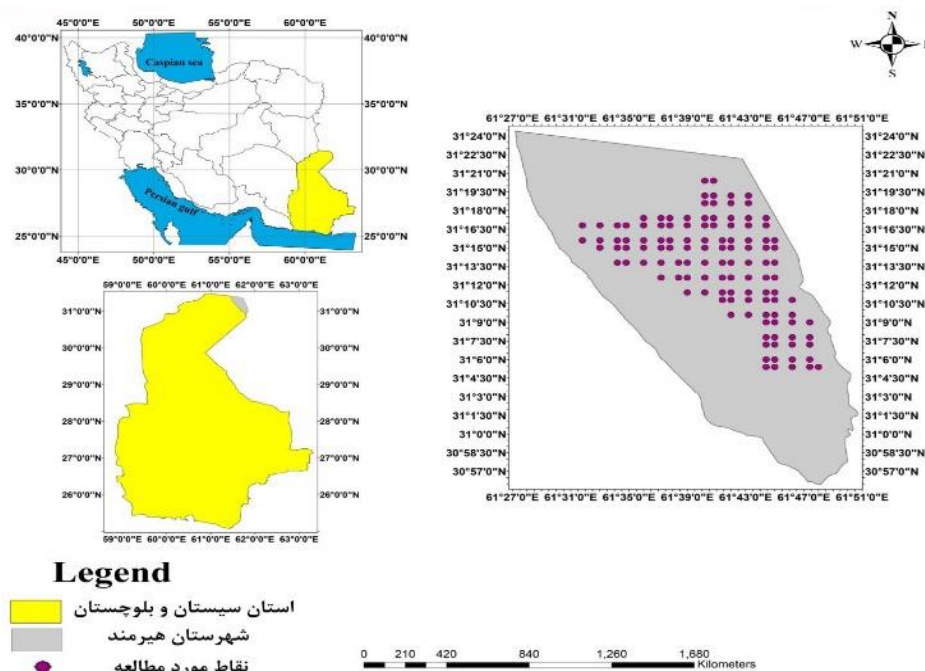 45°0'0"E 50°0'0"E 55°0'0"E 60°0'0"E
40°0'0"N 40°0'0"N
Caspian sea
35°0'0"N 35°0'0"N
30°0'0"N 30°0'0"N
Persian gulf
25°0'0"N 25°0'0"N
45°0'0"E 50°0'0"E 55°0'0"E 60°0'0"E
59°0'0"E 60°0'0"E 61°0'0"E 62°0'0"E 63°0'0"E
31°0'0"N 31°0'0"N
30°0'0"N 30°0'0"N
29°0'0"N 29°0'0"N
28°0'0"N 28°0'0"N
27°0'0"N 27°0'0"N
26°0'0"N 26°0'0"N
59°0'0"E 60°0'0"E 61°0'0"E 62°0'0"E 63°0'0"E
N
W
S
61°27'0"E 61°31'0"E 61°35'0"E 61°39'0"E 61°43'0"E 61°47'0"E 61°51'0"E
31°24'0"N 31°24'0"N
31°22'30"N 31°22'30"N
31°21'0"N 31°21'0"N
31°19'30"N 31°19'30"N
31°18'0"N 31°18'0"N
31°16'30"N 31°16'30"N
31°15'0"N 31°15'0"N
31°13'30"N 31°13'30"N
31°12'0"N 31°12'0"N
31°10'30"N 31°10'30"N
31°9'0"N 31°9'0"N
31°7'30"N 31°7'30"N
31°6'0"N 31°6'0"N
31°4'30"N 31°4'30"N
31°3'0"N 31°3'0"N
31°1'30"N 31°1'30"N
31°0'0"N 31°0'0"N
30°58'30"N 30°58'30"N
30°57'0"N 30°57'0"N
61°27'0"E 61°31'0"E 61°35'0"E 61°39'0"E 61°43'0"E 61°47'0"E 61°51'0"E
Legend
استان سیستان و بلوچستان
شهرستان هیرمند
نقاط مورد مطالعه
0 210 420 840 1,260 1,680
Kilometers